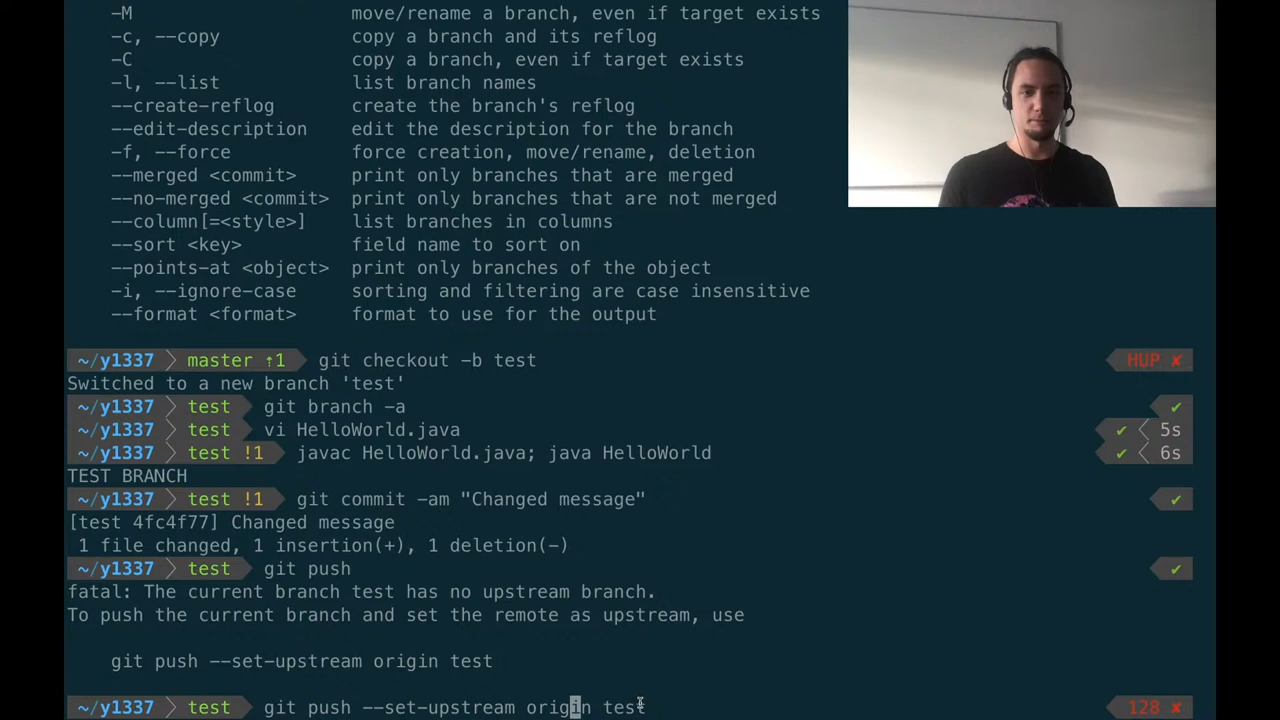 -M move/rename a branch, even if target exists
-c, --copy copy a branch and its reflog
-C copy a branch, even if target exists
-l, --list list branch names
--create-reflog create the branch's reflog
--edit-description edit the description for the branch
-f, --force force creation, move/rename, deletion
--merged <commit> print only branches that are merged
--no-merged <commit> print only branches that are not merged
--column[=<style>] list branches in columns
--sort <key> field name to sort on
--points-at <object> print only branches of the object
-i, --ignore-case sorting and filtering are case insensitive
--format <format> format to use for the output
~/y1337 master ⇡1 git checkout -b test HUP ✘
Switched to a new branch 'test'
~/y1337 test git branch -a ✔
~/y1337 test vi HelloWorld.java ✔ 5s
~/y1337 test !1 javac HelloWorld.java; java HelloWorld ✔ 6s
TEST BRANCH
~/y1337 test !1 git commit -am "Changed message" ✔
[test 4fc4f77] Changed message
1 file changed, 1 insertion(+), 1 deletion(-)
~/y1337 test git push ✔
fatal: The current branch test has no upstream branch.
To push the current branch and set the remote as upstream, use
git push --set-upstream origin test
~/y1337 test git push --set-upstream origin test 128 ✘